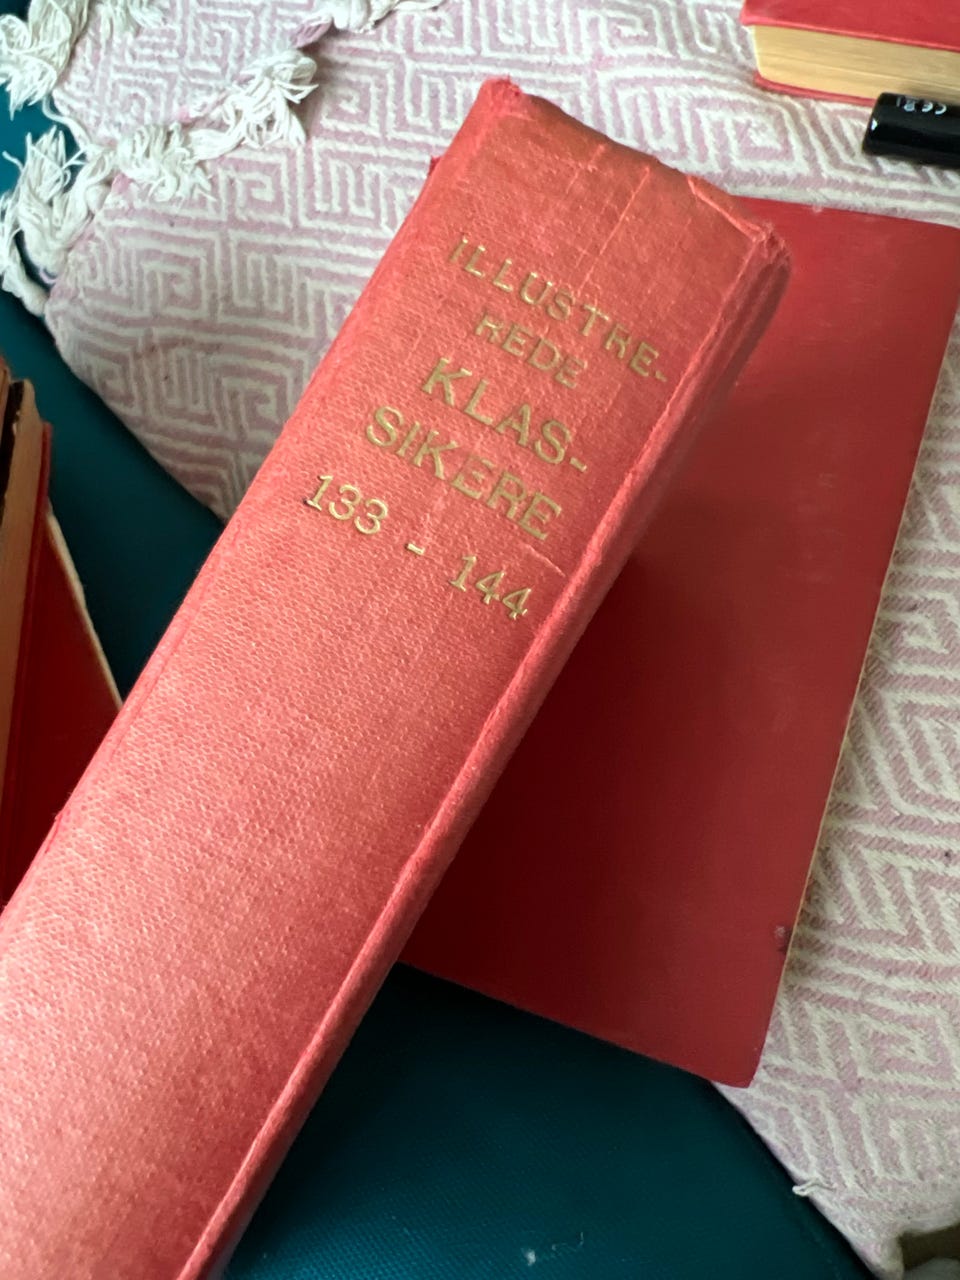 ILLUSTRE-
REDE
KLAS-
SIKERE
133 - 144